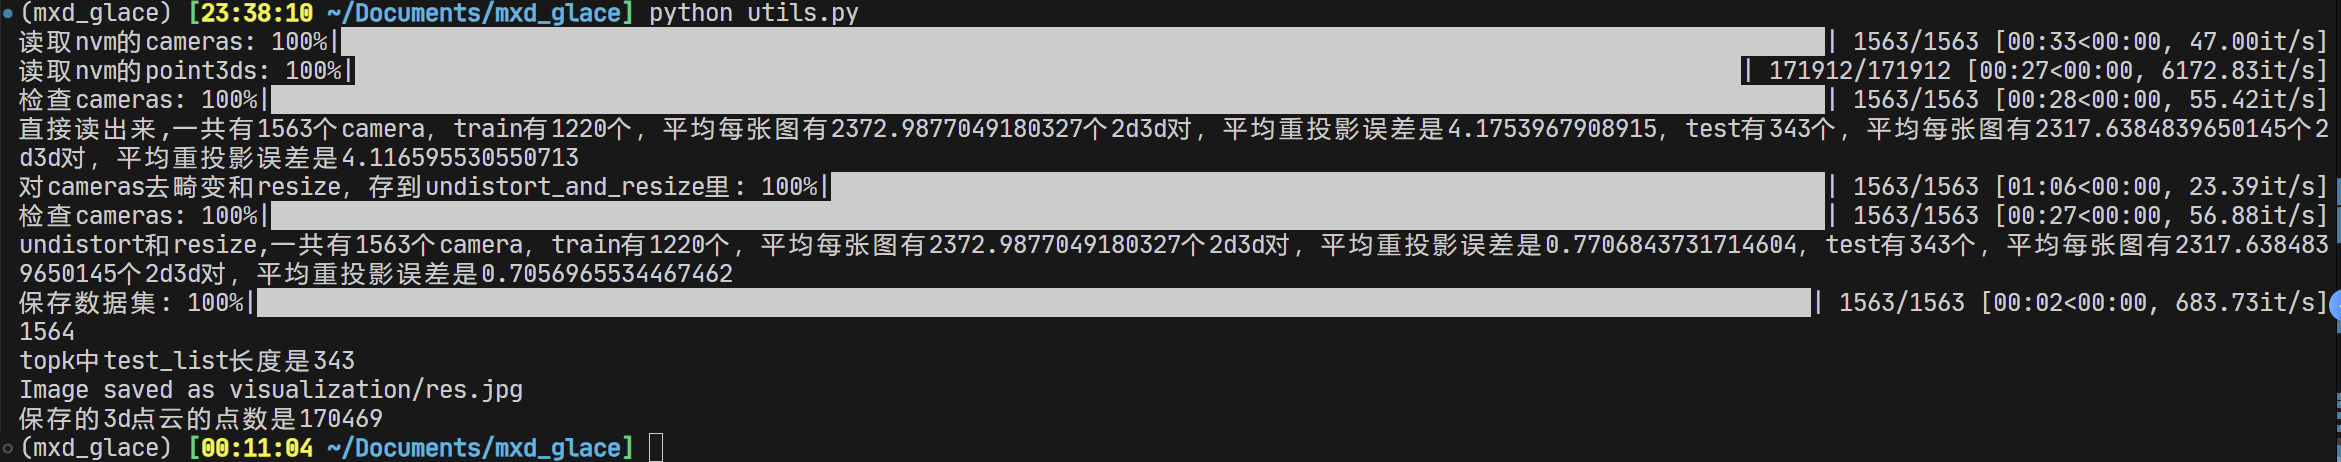 (mxd_glace) [23:38:10 ~/Documents/mxd_glace] python utils.py
读取nvm的cameras: 100%| | 1563/1563 [00:33<00:00, 47.00it/s]
读取nvm的point3ds: 100%| | 171912/171912 [00:27<00:00, 6172.83it/s]
检查cameras: 100%| | 1563/1563 [00:28<00:00, 55.42it/s]
直接读出来,一共有1563个camera, train有1220个, 平均每张图有2372.9877049180327个2d3d对, 平均重投影误差是4.1753967908915, test有343个, 平均每张图有2317.6384839650145个2
d3d对, 平均重投影误差是4.116595530550713
对cameras去畸变和resize, 存到undistort_and_resize里: 100%| | 1563/1563 [01:06<00:00, 23.39it/s]
检查cameras: 100%| | 1563/1563 [00:27<00:00, 56.88it/s]
undistort和resize,一共有1563个camera, train有1220个, 平均每张图有2372.9877049180327个2d3d对, 平均重投影误差是0.7706843731714604, test有343个, 平均每张图有2317.638483
9650145个2d3d对, 平均重投影误差是0.7056965534467462
保存数据集: 100%| | 1563/1563 [00:02<00:00, 683.73it/s]
1564
topk中test_list长度是343
Image saved as visualization/res.jpg
保存的3d点云的点数是170469
(mxd_glace) [00:11:04 ~/Documents/mxd_glace]